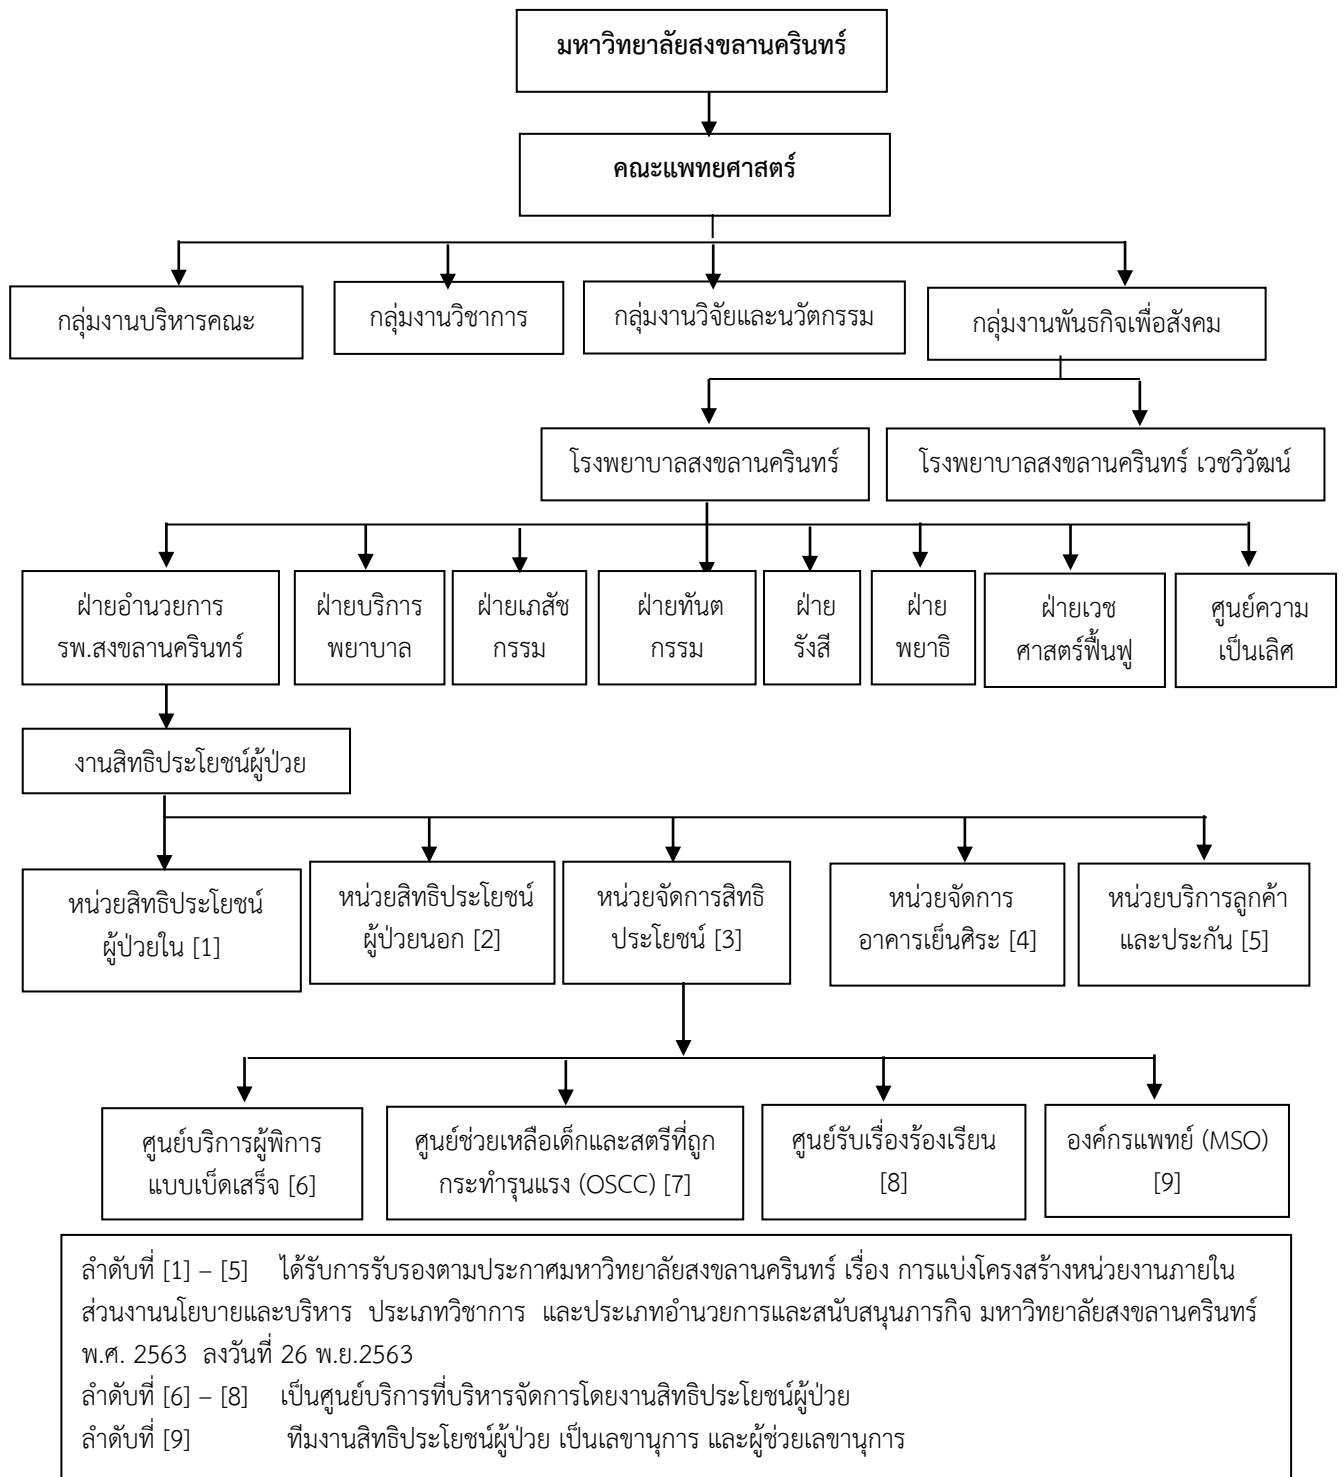 มหาวิทยาลัยสงขลานครินทร์
คณะแพทยศาสตร์
กลุ่มงานบริหารคณะ
กลุ่มงานวิชาการ
กลุ่มงานวิจัยและนวัตกรรม
กลุ่มงานพันธกิจเพื่อสังคม
โรงพยาบาลสงขลานครินทร์
โรงพยาบาลสงขลานครินทร์ เวชวิวัฒน์
ฝ่ายอำนวยการ
รพ.สงขลานครินทร์
ฝ่ายบริการ
พยาบาล
ฝ่ายเภสัช
กรรม
ฝ่ายทันต
กรรม
ฝ่าย
รังสี
ฝ่าย
พยาธิ
ฝ่ายเวช
ศาสตร์ฟื้นฟู
ศูนย์ความ
เป็นเลิศ
งานสิทธิประโยชน์ผู้ป่วย
หน่วยสิทธิประโยชน์
ผู้ป่วยใน [1]
หน่วยสิทธิประโยชน์
ผู้ป่วยนอก [2]
หน่วยจัดการสิทธิ
ประโยชน์ [3]
หน่วยจัดการ
อาคารเย็นศิระ [4]
หน่วยบริการลูกค้า
และประกัน [5]
ศูนย์บริการผู้พิการ
แบบเบ็ดเสร็จ [6]
ศูนย์ช่วยเหลือเด็กและสตรีที่ถูก
กระทำรุนแรง (OSCC) [7]
ศูนย์รับเรื่องร้องเรียน
[8]
องค์กรแพทย์ (MSO)
[9]
ลำดับที่ [1] – [5] ได้รับการรับรองตามประกาศมหาวิทยาลัยสงขลานครินทร์ เรื่อง การแบ่งโครงสร้างหน่วยงานภายใน
ส่วนงานนโยบายและบริหาร ประเภทวิชาการ และประเภทอำนวยการและสนับสนุนภารกิจ มหาวิทยาลัยสงขลานครินทร์
พ.ศ. 2563 ลงวันที่ 26 พ.ย.2563
ลำดับที่ [6] – [8] เป็นศูนย์บริการที่บริหารจัดการโดยงานสิทธิประโยชน์ผู้ป่วย
ลำดับที่ [9] ทีมงานสิทธิประโยชน์ผู้ป่วย เป็นเลขานุการ และผู้ช่วยเลขานุการ